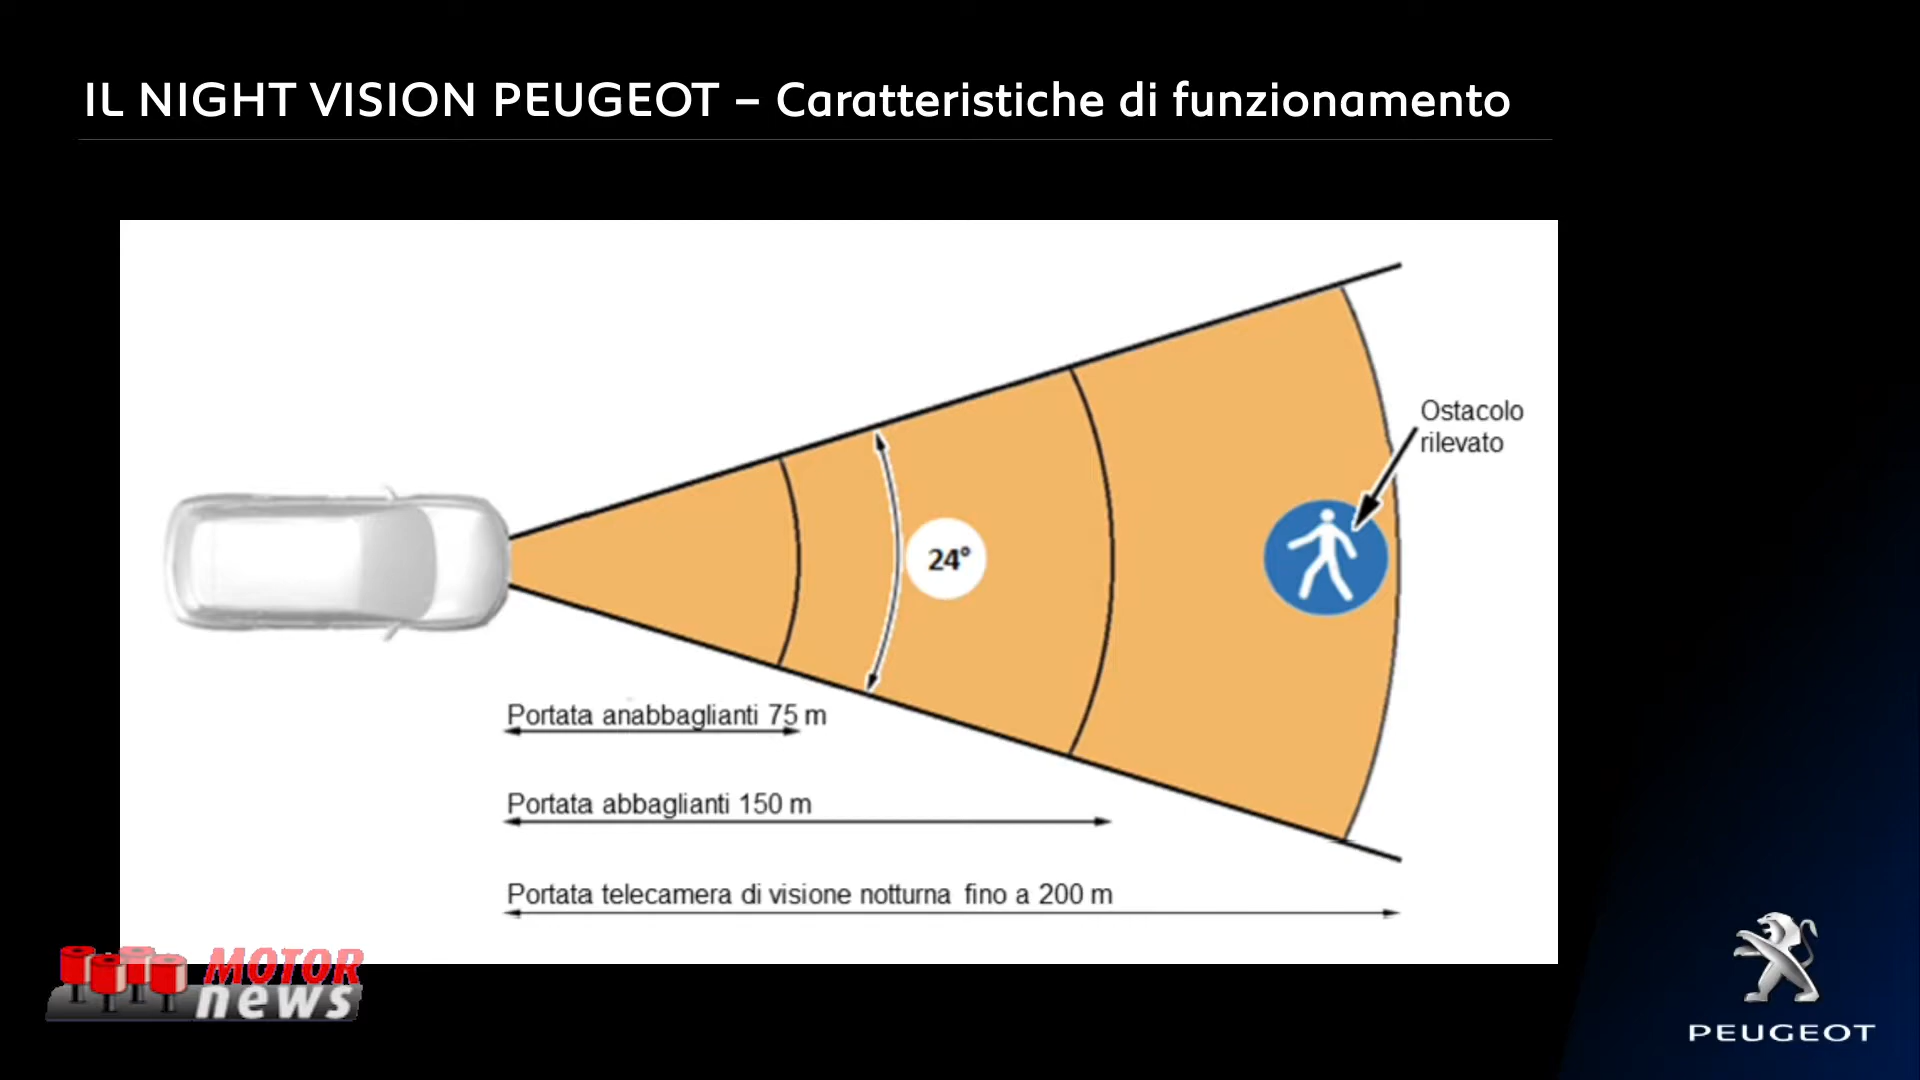 IL NIGHT VISION PEUGEOT – Caratteristiche di funzionamento
Ostacolo
rilevato
24°
Portata anabbaglianti 75 m
Portata abbaglianti 150 m
Portata telecamera di visione notturna fino a 200 m
MOTOR
news
PEUGEOT